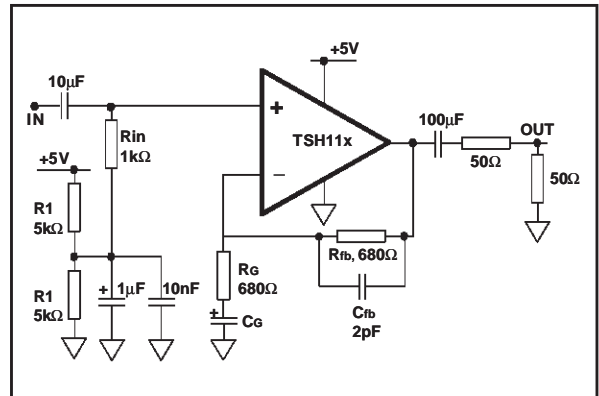 +5V
10µF
100µF
IN
+
TSH11x
OUT
Rin
1kΩ
50Ω
50Ω
+5V
−
R1
5kΩ
Rfb, 680Ω
RG
680Ω
R1
5kΩ
+
1µF
10nF
+
CG
Cfb
2pF